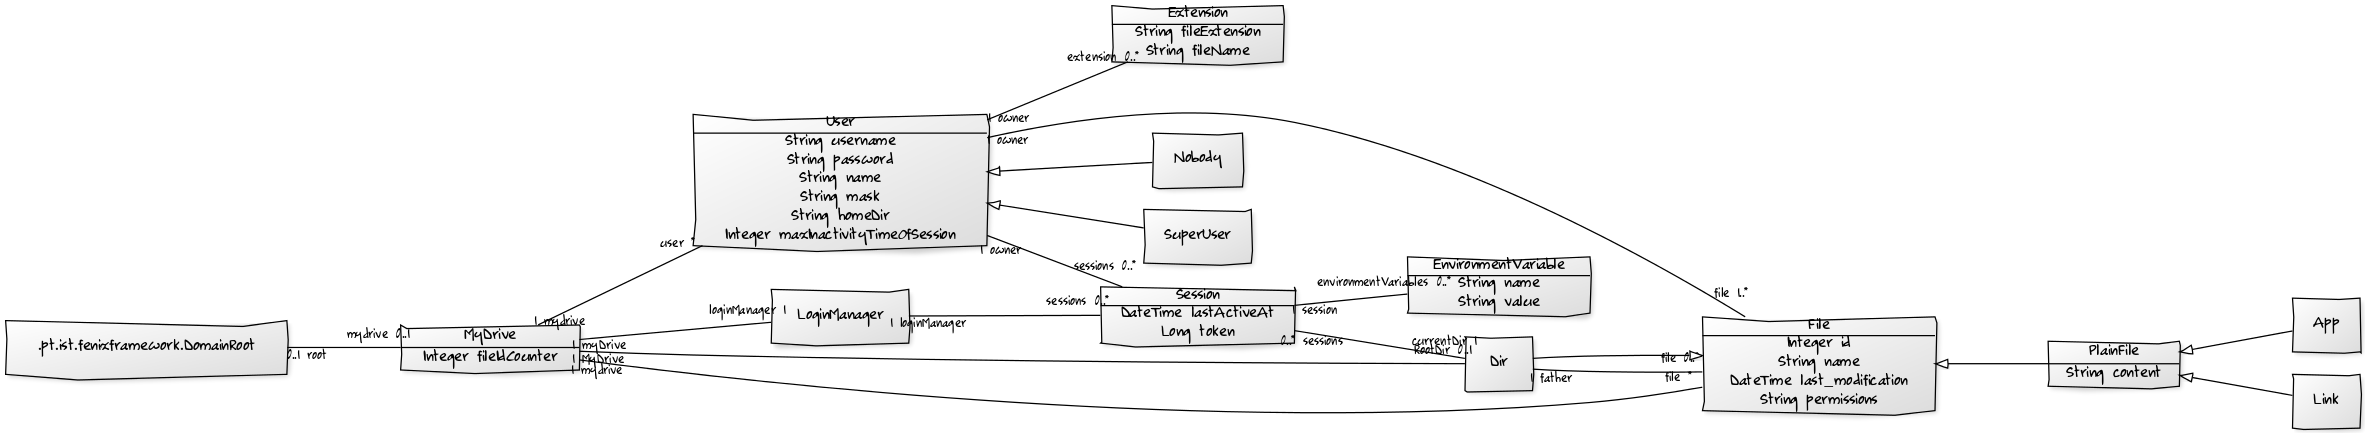 Extension
String fileExtension
String fileName
extension 0..*
User
String username
String password
String name
String mask
String homeDir
Integer maxInactivityTimeOfSession
1 owner
1 owner
1 owner
Nobody
SuperUser
user *
sessions 0..*
EnvironmentVariable
String name
String value
environmentVariables 0..*
1 session
loginManager 1
LoginManager
1 loginManager
sessions 0..*
Session
DateTime lastActiveAt
Long token
0..* sessions
currentDir 1
RootDir 0..1
Dir
1 father
file 1..*
file 0..*
file *
File
Integer id
String name
DateTime last_modification
String permissions
PlainFile
String content
App
Link
.pt.ist.fenixframework.DomainRoot
0..1 root
mydrive 0..1
MyDrive
Integer fileIdCounter
1 mydrive
1 myDrive
1 MyDrive
1 mydrive